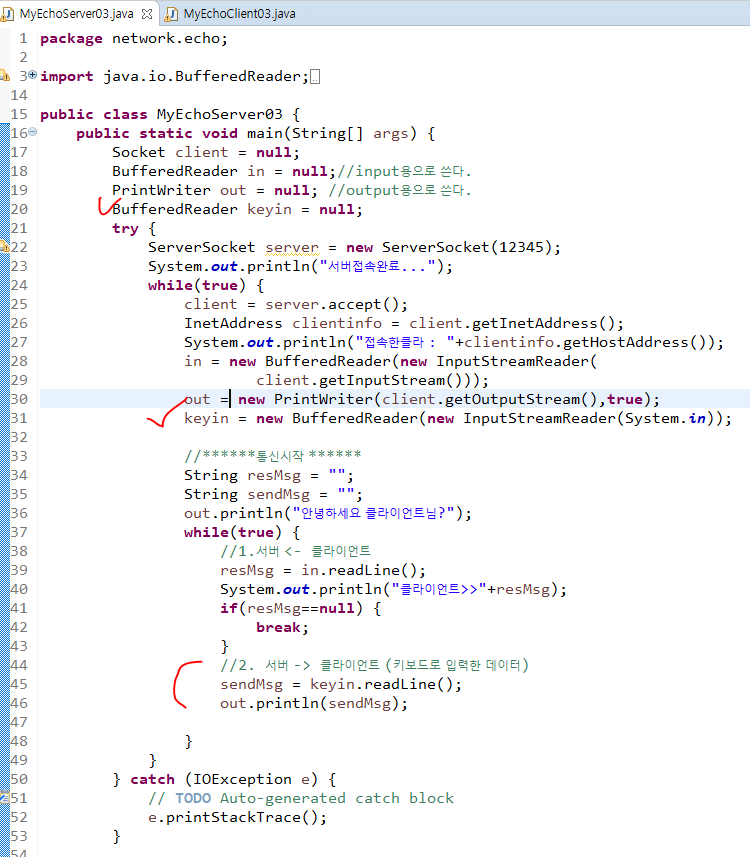 MyEchoServer03.java MyEchoClient03.java
1 package network.echo;
2
3 import java.io.BufferedReader;
14
15 public class MyEchoServer03 {
16 public static void main(String[] args) {
17 Socket client = null;
18 BufferedReader in = null;//input용으로 쓴다.
19 PrintWriter out = null; //output용으로 쓴다.
20 BufferedReader keyin = null;
21 try {
22 ServerSocket server = new ServerSocket(12345);
23 System.out.println("서버접속완료...");
24 while(true) {
25 client = server.accept();
26 InetAddress clientinfo = client.getInetAddress();
27 System.out.println("접속한클라 : "+clientinfo.getHostAddress());
28 in = new BufferedReader(new InputStreamReader(
29 client.getInputStream()));
30 out = new PrintWriter(client.getOutputStream(),true);
31 keyin = new BufferedReader(new InputStreamReader(System.in));
32
33 //******통신시작 ******
34 String resMsg = "";
35 String sendMsg = "";
36 out.println("안녕하세요 클라이언트님?");
37 while(true) {
38 //1.서버 <- 클라이언트
39 resMsg = in.readLine();
40 System.out.println("클라이언트>>"+resMsg);
41 if(resMsg==null) {
42 break;
43 }
44 //2. 서버 -> 클라이언트 (키보드로 입력한 데이터)
45 sendMsg = keyin.readLine();
46 out.println(sendMsg);
47
48 }
49 }
50 } catch (IOException e) {
51 // TODO Auto-generated catch block
52 e.printStackTrace();
53 }
54